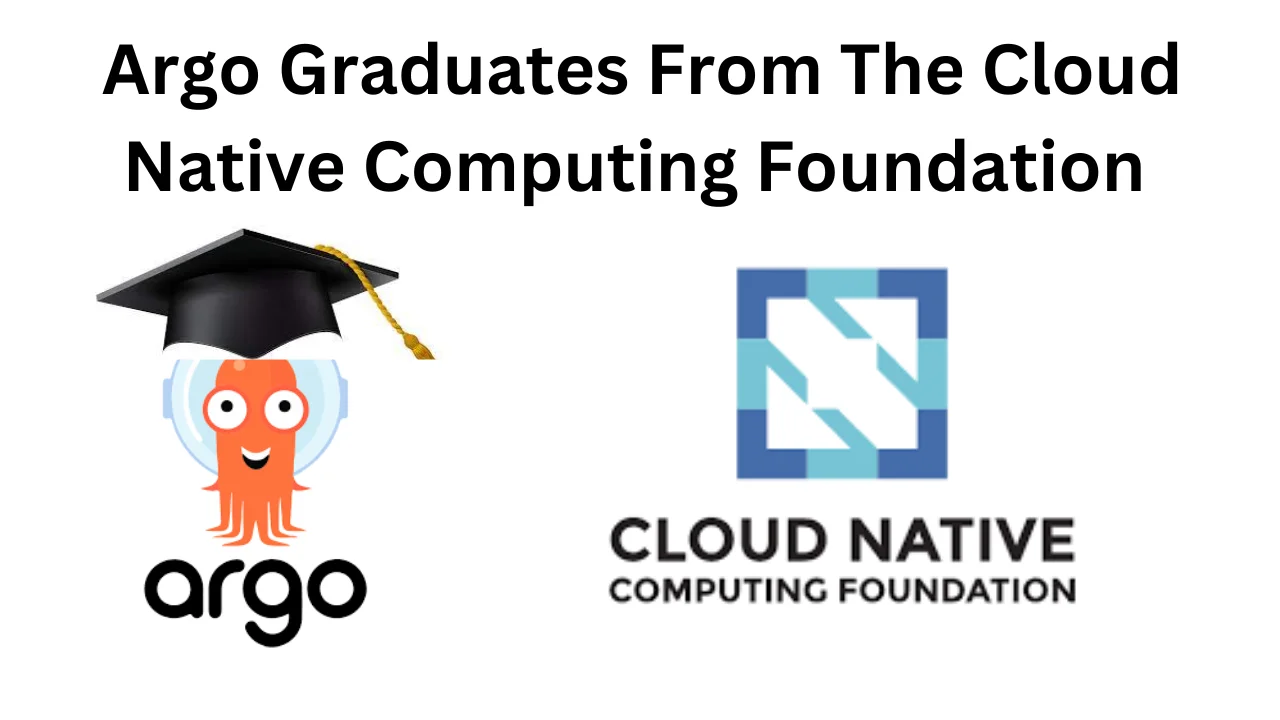 Argo Graduates From The Cloud
Native Computing Foundation
argo
CLOUD NATIVE
COMPUTING FOUNDATION